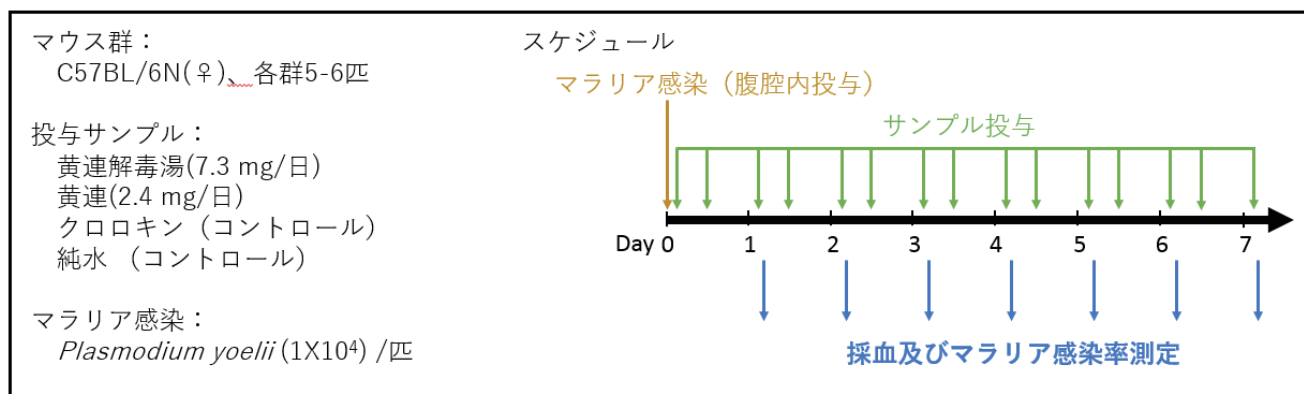 マウス群：
C57BL/6N(♀)、各群5-6匹
投与サンプル：
黄連解毒湯(7.3 mg/日)
黄連(2.4 mg/日)
クロロキン（コントロール）
純水 （コントロール）
マラリア感染：
Plasmodium yoelii (1X10⁴) /匹
スケジュール
マラリア感染（腹腔内投与）
サンプル投与
Day 0 1 2 3 4 5 6 7
採血及びマラリア感染率測定